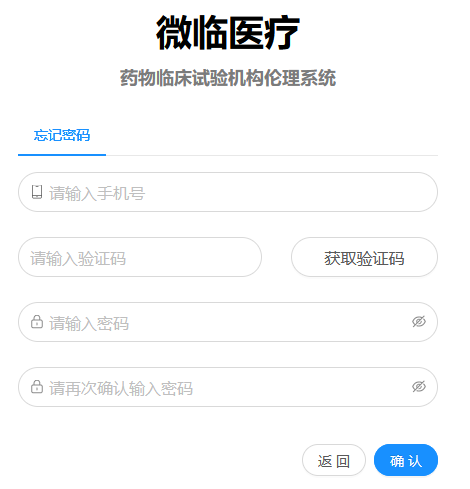 微临医疗
药物临床试验机构伦理系统
忘记密码
请输入手机号
请输入验证码 获取验证码
请输入密码
请再次确认输入密码
返 回 确 认